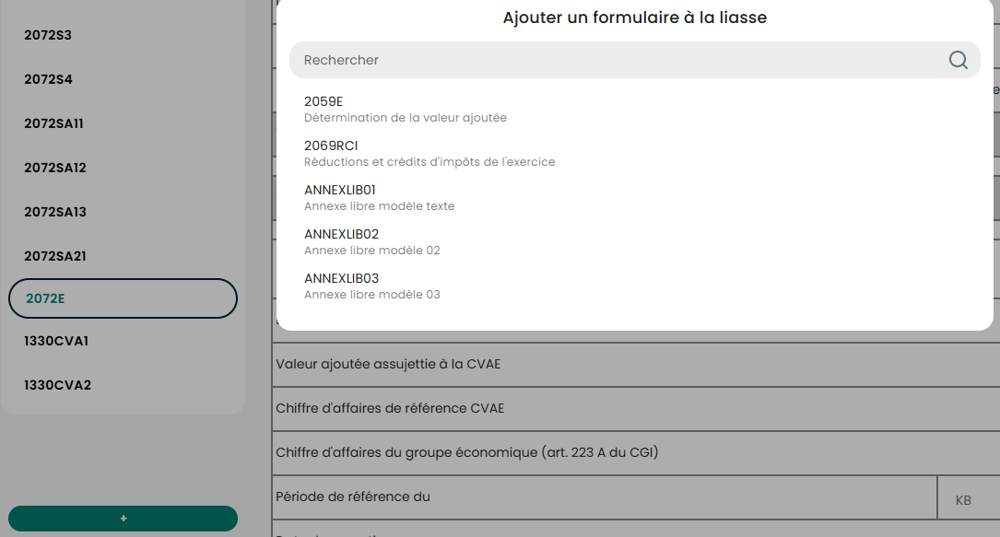 Ajouter un formulaire à la liasse
Rechercher
2059E
Détermination de la valeur ajoutée
2069RCI
Réductions et crédits d'impôts de l'exercice
ANNEXLIB01
Annexe libre modèle texte
ANNEXLIB02
Annexe libre modèle 02
ANNEXLIB03
Annexe libre modèle 03
2072S3
2072S4
2072SA11
2072SA12
2072SA13
2072SA21
2072E
1330CVA1
1330CVA2
+
Valeur ajoutée assujettie à la CVAE
Chiffre d'affaires de référence CVAE
Chiffre d'affaires du groupe économique (art. 223 A du CGI)
Période de référence du
KB